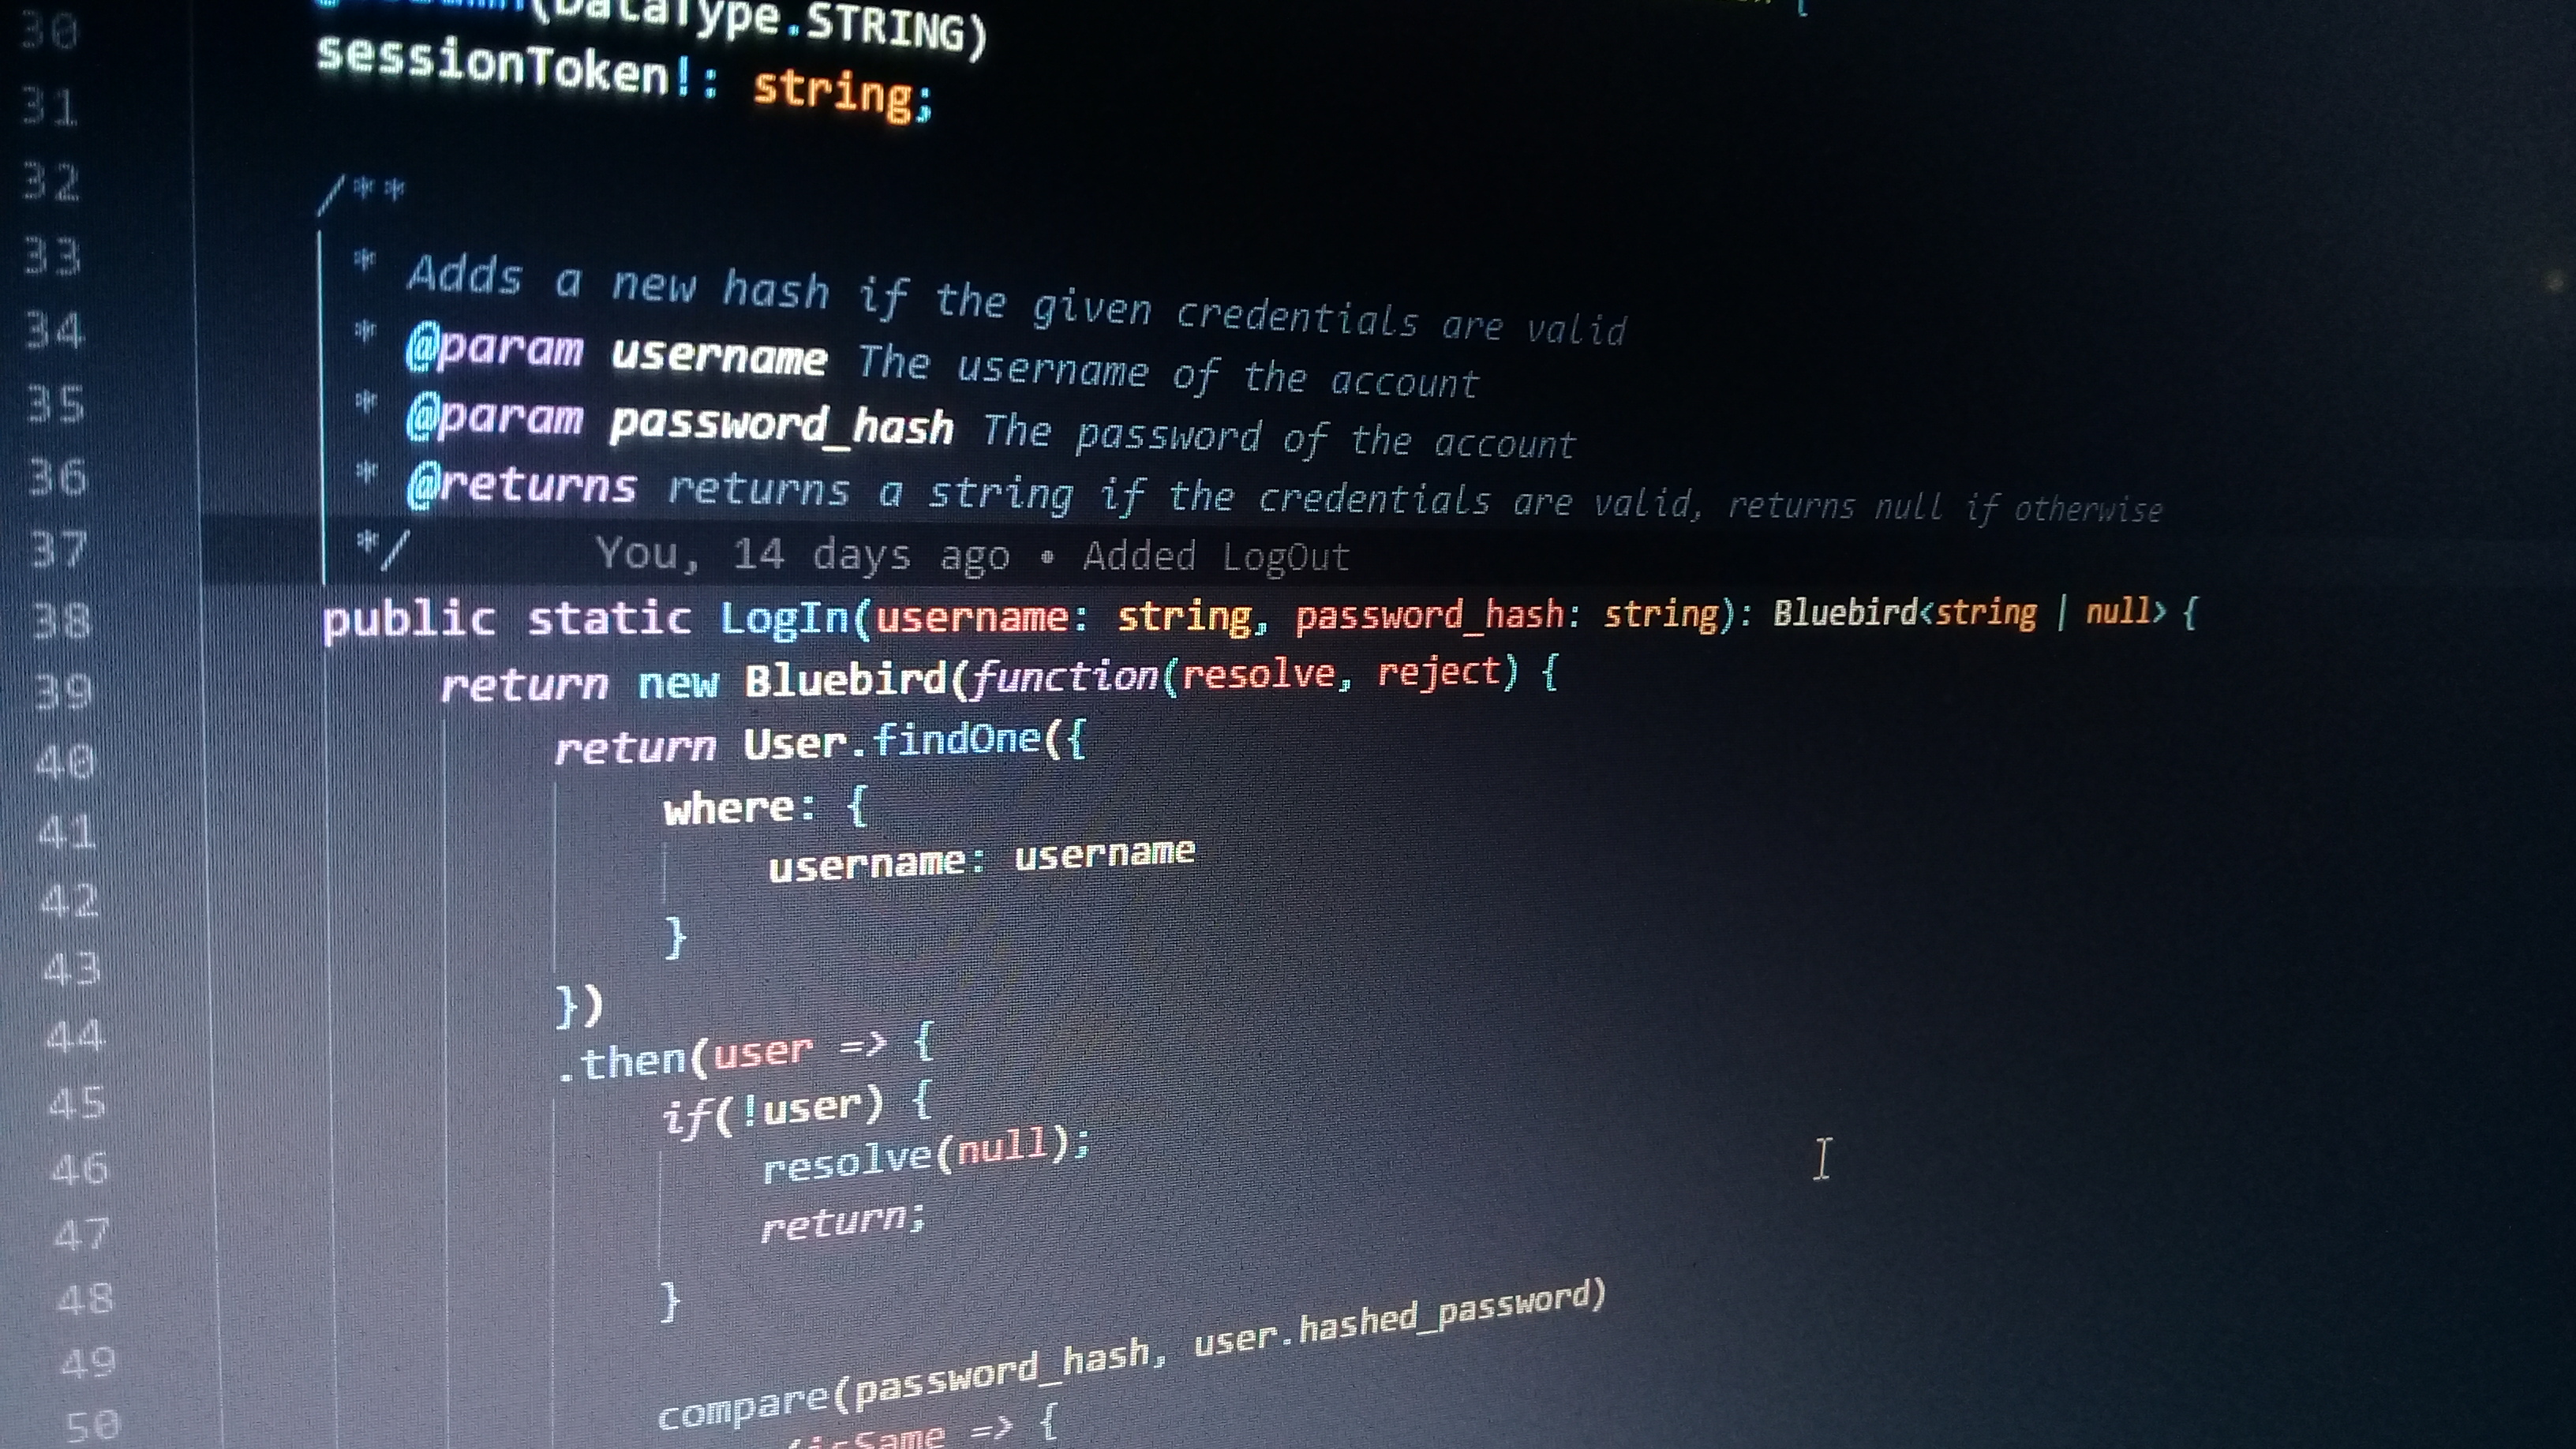 30 (DataType.STRING)
31 sessionToken!: string;
32 /**
33 * Adds a new hash if the given credentials are valid
34 * @param username The username of the account
35 * @param password_hash The password of the account
36 * @returns returns a string if the credentials are valid, returns null if otherwise
37 */ You, 14 days ago • Added LogOut
38 public static LogIn(username: string, password_hash: string): Bluebird<string | null> {
39 return new Bluebird(function(resolve, reject) {
40 return User.findOne({
41 where: {
42 username: username
43 }
44 })
45 .then(user => {
46 if(!user) {
47 resolve(null);
48 return;
49 }
50 compare(password_hash, user.hashed_password)
(isSame => {